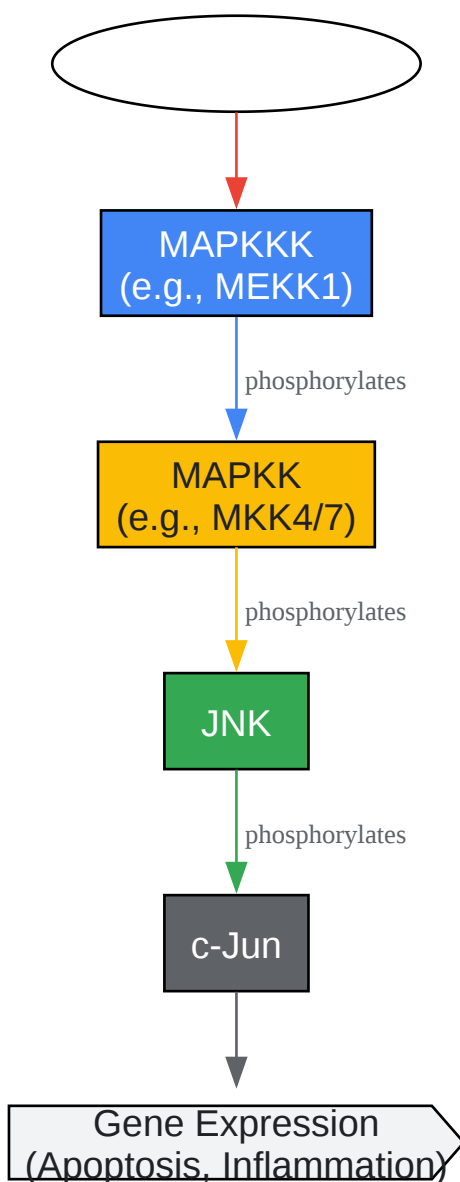 MAPKKK
(e.g., MEKK1)
phosphorylates
MAPKK
(e.g., MKK4/7)
phosphorylates
JNK
phosphorylates
c-Jun
Gene Expression
(Apoptosis, Inflammation)